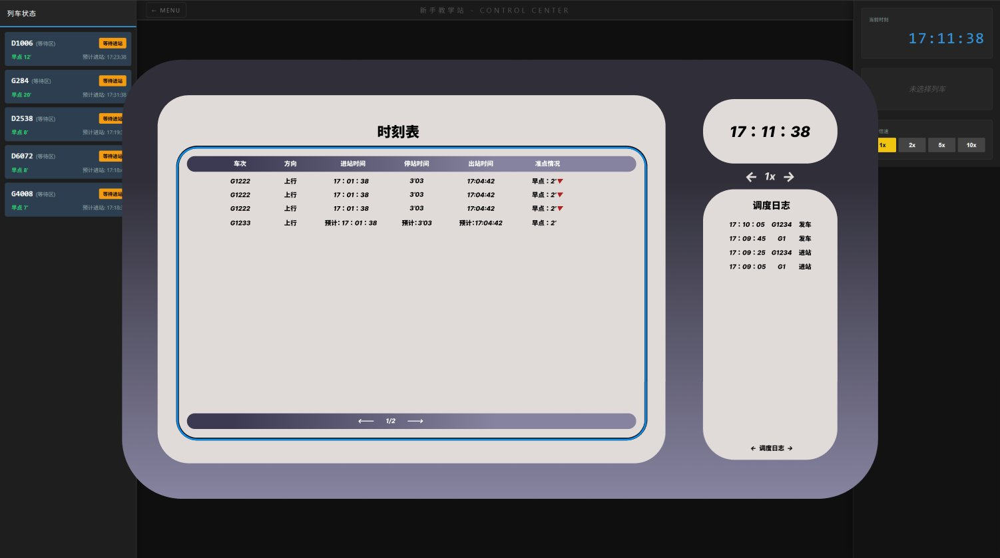 列车状态
← MENU
新手教学站 - CONTROL CENTER
D1006 (等待区) 等待进站
早点 12' 预计进站: 17:23:38
G284 (等待区) 等待进站
早点 20' 预计进站: 17:31:38
D2538 (等待区) 等待进站
早点 8' 预计进站: 17:19:
D6072 (等待区) 等待进站
早点 8' 预计进站: 17:18:
G4008 (等待区) 等待进站
早点 7' 预计进站: 17:18:
时刻表
车次 方向 进站时间 停站时间 出站时间 准点情况
G1222 上行 17:01:38 3'03 17:04:42 早点:2'▼
G1222 上行 17:01:38 3'03 17:04:42 早点:2'▼
G1222 上行 17:01:38 3'03 17:04:42 早点:2'▼
G1233 上行 预计:17:01:38 预计:3'03 预计:17:04:42 早点:2'
← 1/2 →
17:11:38
← 1x →
调度日志
17:10:05 G1234 发车
17:09:45 G1 发车
17:09:25 G1234 进站
17:09:05 G1 进站
← 调度日志 →
当前时刻
17:11:38
未选择列车
倍速
1x 2x 5x 10x